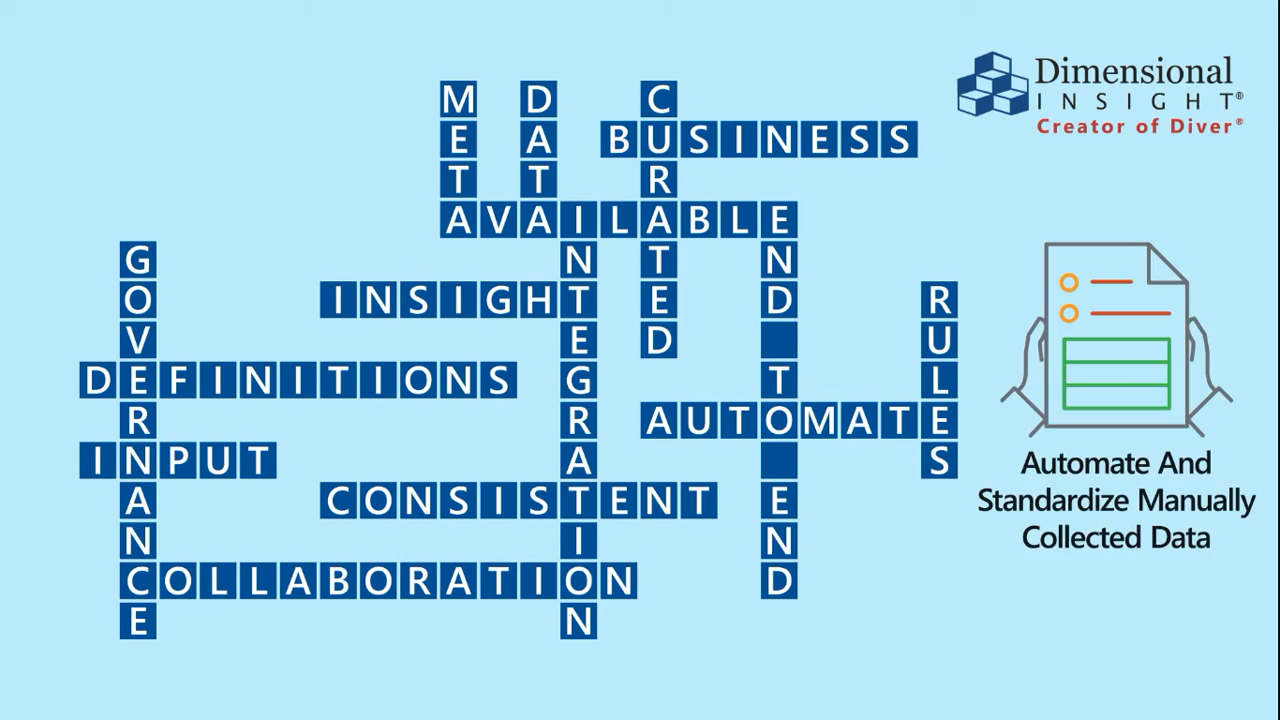 Dimensional
INSIGHT®
Creator of Diver®
META
DATA
CURATED
BUSINESS
AVAILABLE
GOVERNANCE
INTEGRATION
END TO END
INSIGHT
RULES
DEFINITIONS
AUTOMATE
INPUT
CONSISTENT
COLLABORATION
Automate And
Standardize Manually
Collected Data